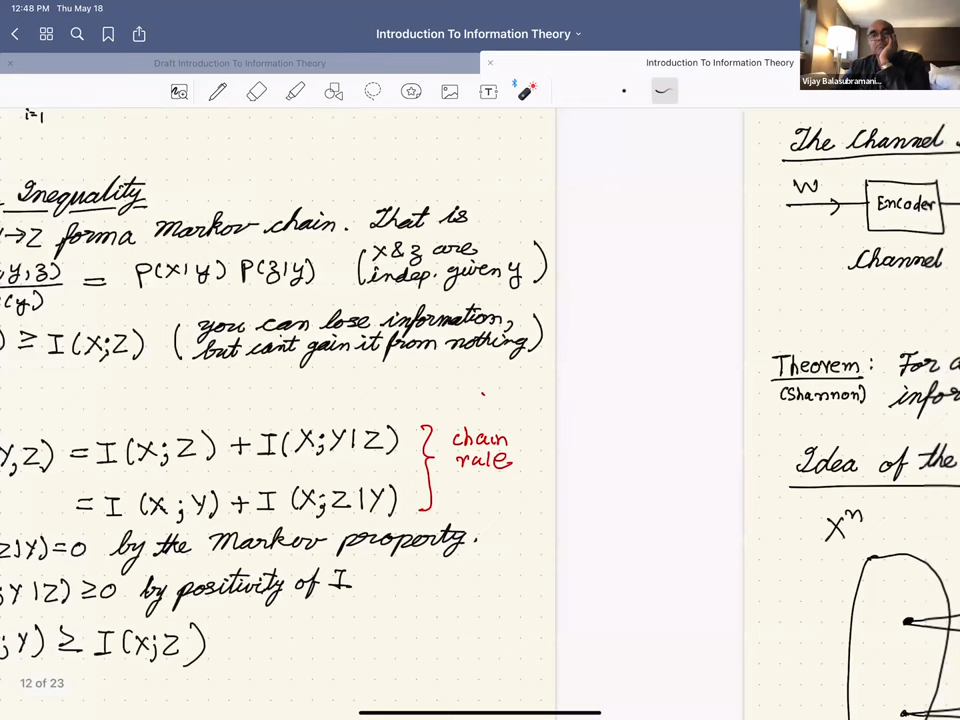 12:48 PM Thu May 18
Introduction To Information Theory
Draft Introduction To Information Theory
Introduction To Information Theory
Vijay Balasubramani...
i=1
Inequality
→Z forma Markov chain. That is
,y,z) / (y) = P(x|y) P(z|y) (x & z are indep. given y)
) ≥ I(X;Z) (you can lose information,
but can't gain it from nothing)
Y,Z) = I(X;Z) + I(X;Y|Z)
= I(X;Y) + I(X;Z|Y)
chain
rule
Z|Y)=0 by the Markov property.
;Y|Z) ≥0 by positivity of I
;Y) ≥ I(X;Z)
12 of 23
The Channel
W
Encoder
Channel
Theorem: For a
(Shannon) infor
Idea of the
X^n